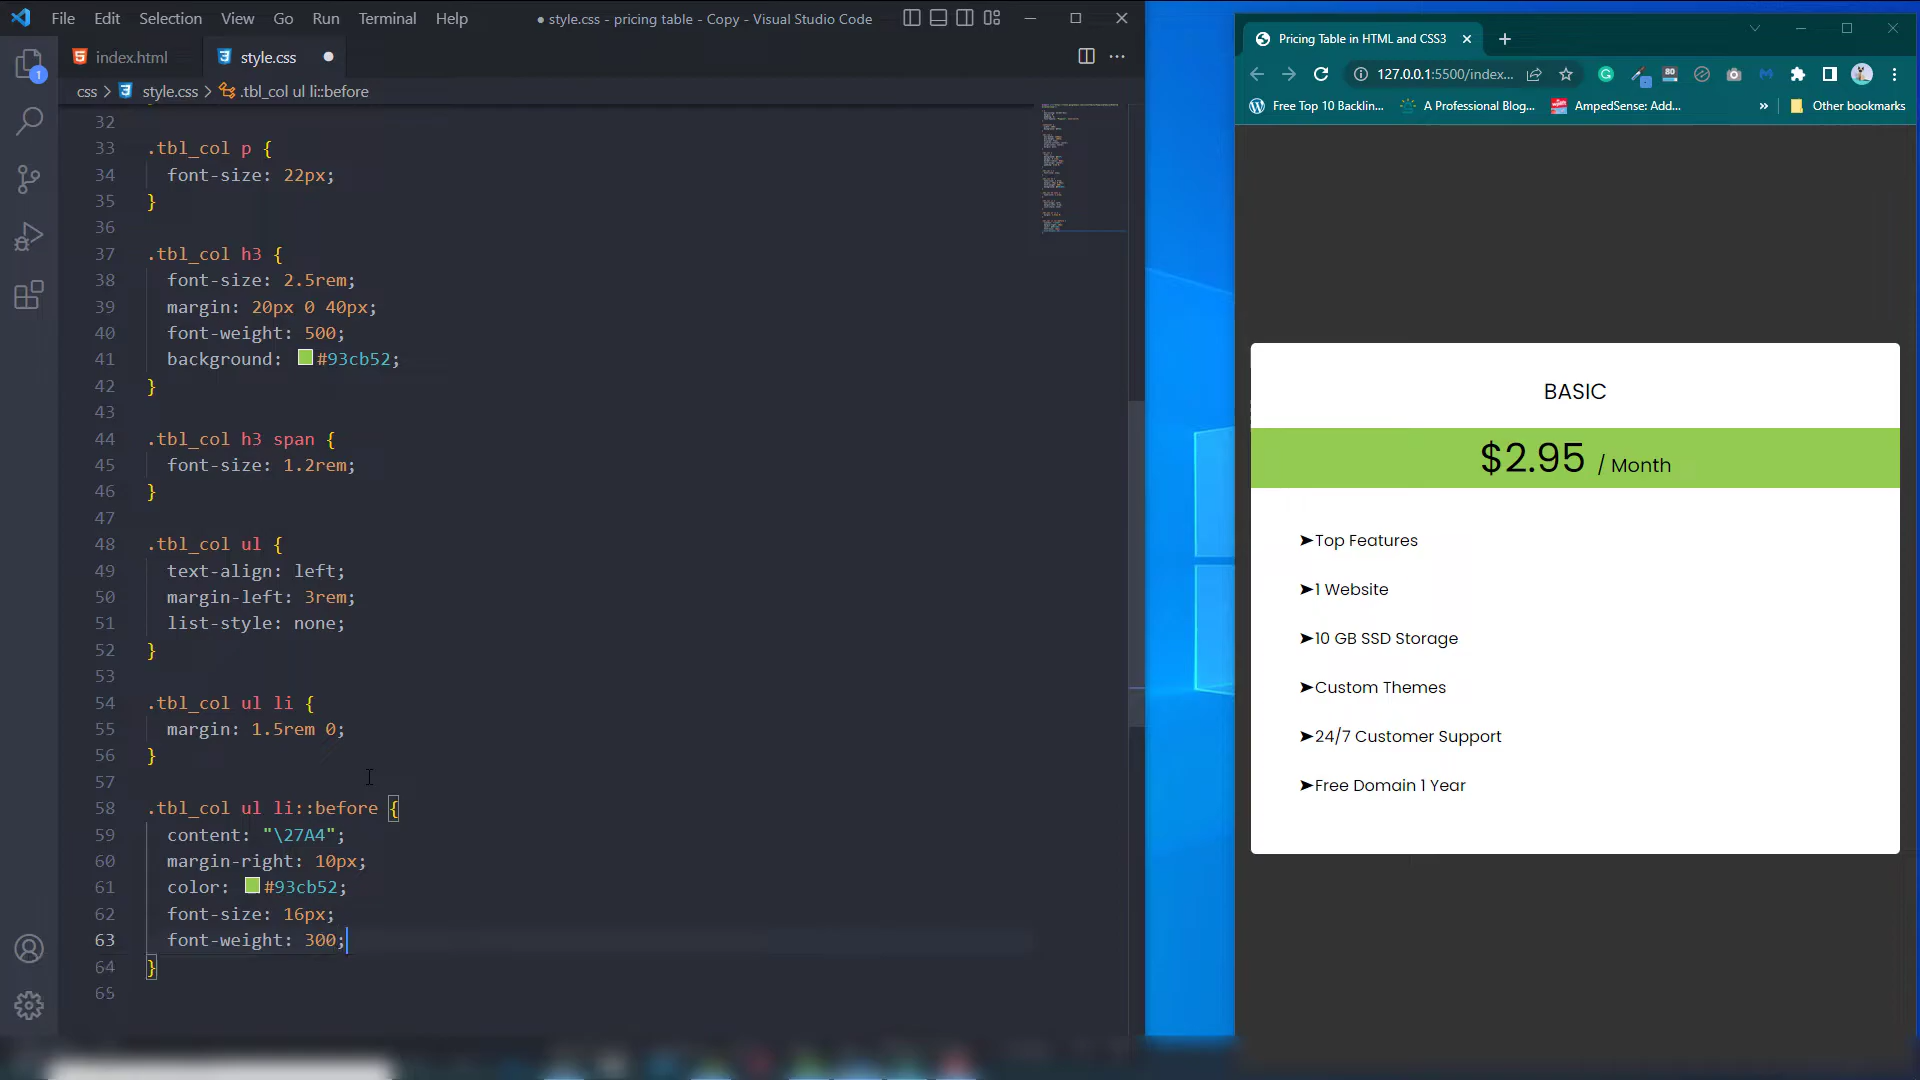 File Edit Selection View Go Run Terminal Help
● style.css - pricing table - Copy - Visual Studio Code
index.html
style.css
css > style.css > .tbl_col ul li::before
1
32
33 .tbl_col p {
34 font-size: 22px;
35 }
36
37 .tbl_col h3 {
38 font-size: 2.5rem;
39 margin: 20px 0 40px;
40 font-weight: 500;
41 background: #93cb52;
42 }
43
44 .tbl_col h3 span {
45 font-size: 1.2rem;
46 }
47
48 .tbl_col ul {
49 text-align: left;
50 margin-left: 3rem;
51 list-style: none;
52 }
53
54 .tbl_col ul li {
55 margin: 1.5rem 0;
56 }
57
58 .tbl_col ul li::before {
59 content: "\27A4";
60 margin-right: 10px;
61 color: #93cb52;
62 font-size: 16px;
63 font-weight: 300;
64 }
65
Pricing Table in HTML and CSS3
127.0.0.1:5500/index...
80
Free Top 10 Backlin... A Professional Blog... AmpedSense: Add... » Other bookmarks
BASIC
$2.95 / Month
➤Top Features
➤1 Website
➤10 GB SSD Storage
➤Custom Themes
➤24/7 Customer Support
➤Free Domain 1 Year